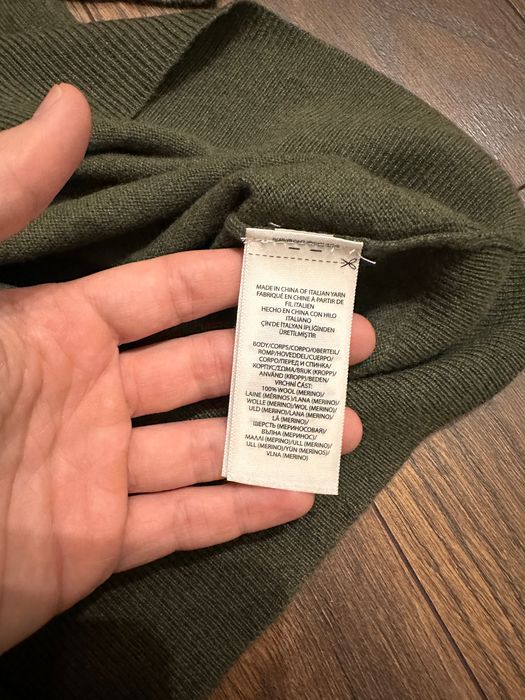 MADE IN CHINA OF ITALIAN YARN
FABRIQUÉ EN CHINE À PARTIR DE
FIL ITALIEN
HECHO EN CHINA CON HILO
ITALIANO
ÇIN'DE ITALYAN İPLİĞİNDEN
ÜRETİLMİŞTİR
BODY/CORPS/CORPO/OBERTEIL/
ROMP/HOVEDDEL/CUERPO/
CORPO/ПЕРЕД И СПИНКА/
КОРПУС/ΣΩΜΑ/BRUK (KROPP)/
ANVÄND (KROPP)/BEDEN/
VRCHNÍ ČÁST:
100% WOOL (MERINO)/
LAINE (MÉRINOS )/LANA (MERINO)/
WOLLE (MERINO)/WOL (MERINO)/
ULD (MERINO)/LANA (MERINO)/
LÃ (MERINO)/
ШЕРСТЬ (МЕРИНОСОВАЯ)/
ВЪЛНА (МЕРИНОС)/
ΜΑΛΛΙ (ΜΕΡΙΝΟ)/ULL (MERINO)/
ULL (MERINO)/YÜN (MERİNOS)/
VLNA (MERINO)